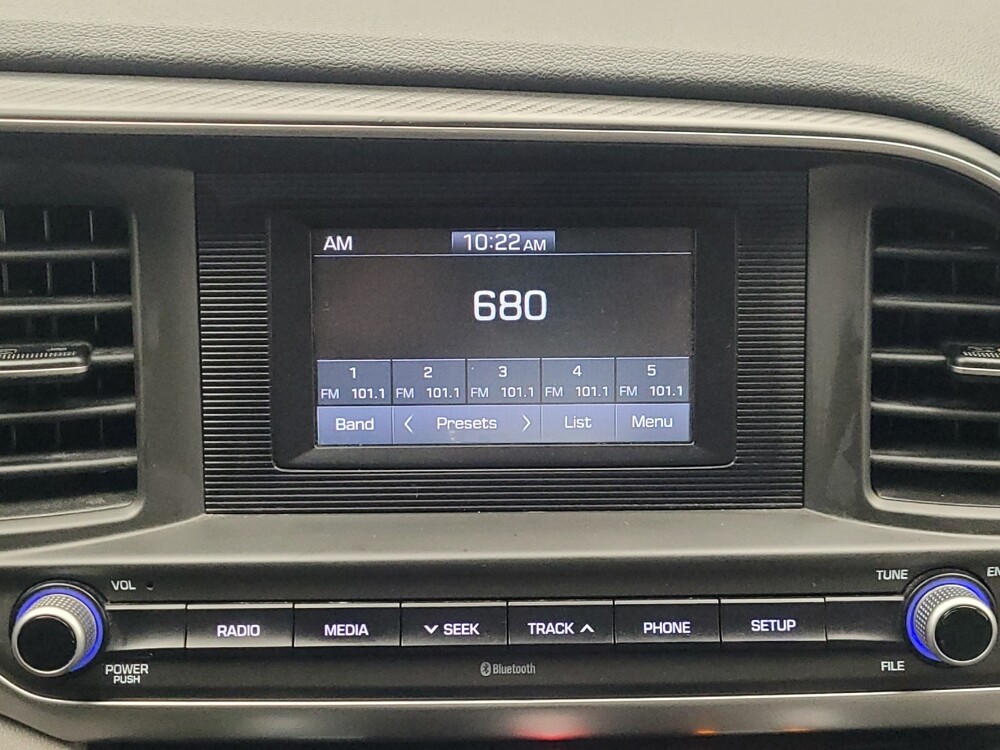 AM 10:22 AM
680
1 2 3 4 5
FM 101.1 FM 101.1 FM 101.1 FM 101.1 FM 101.1
Band < Presets > List Menu
VOL TUNE
RADIO MEDIA SEEK TRACK PHONE SETUP
POWER PUSH Bluetooth FILE